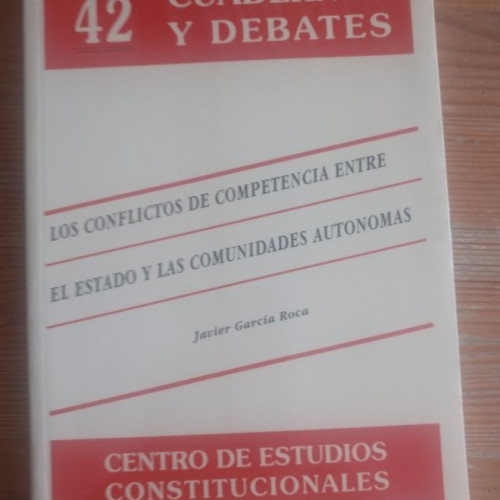 42
Y DEBATES
LOS CONFLICTOS DE COMPETENCIA ENTRE
EL ESTADO Y LAS COMUNIDADES AUTONOMAS
Javier García Roca
CENTRO DE ESTUDIOS
CONSTITUCIONALES